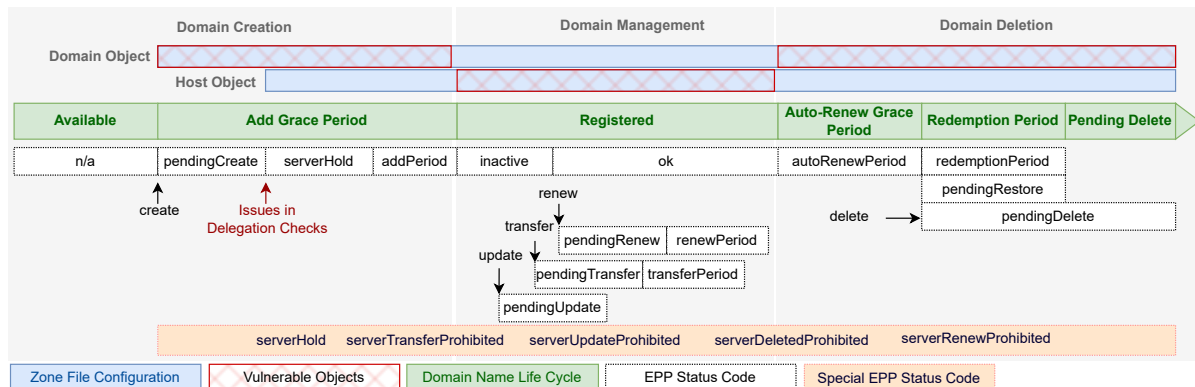 Domain Creation
Domain Management
Domain Deletion
Domain Object
Host Object
Available
Add Grace Period
Registered
Auto-Renew Grace
Period
Redemption Period
Pending Delete
n/a
pendingCreate
serverHold
addPeriod
inactive
ok
autoRenewPeriod
redemptionPeriod
pendingRestore
pendingDelete
create
Issues in
Delegation Checks
renew
delete
transfer
pendingRenew
renewPeriod
update
pendingTransfer
transferPeriod
pendingUpdate
serverHold
serverTransferProhibited
serverUpdateProhibited
serverDeletedProhibited
serverRenewProhibited
Zone File Configuration
Vulnerable Objects
Domain Name Life Cycle
EPP Status Code
Special EPP Status Code